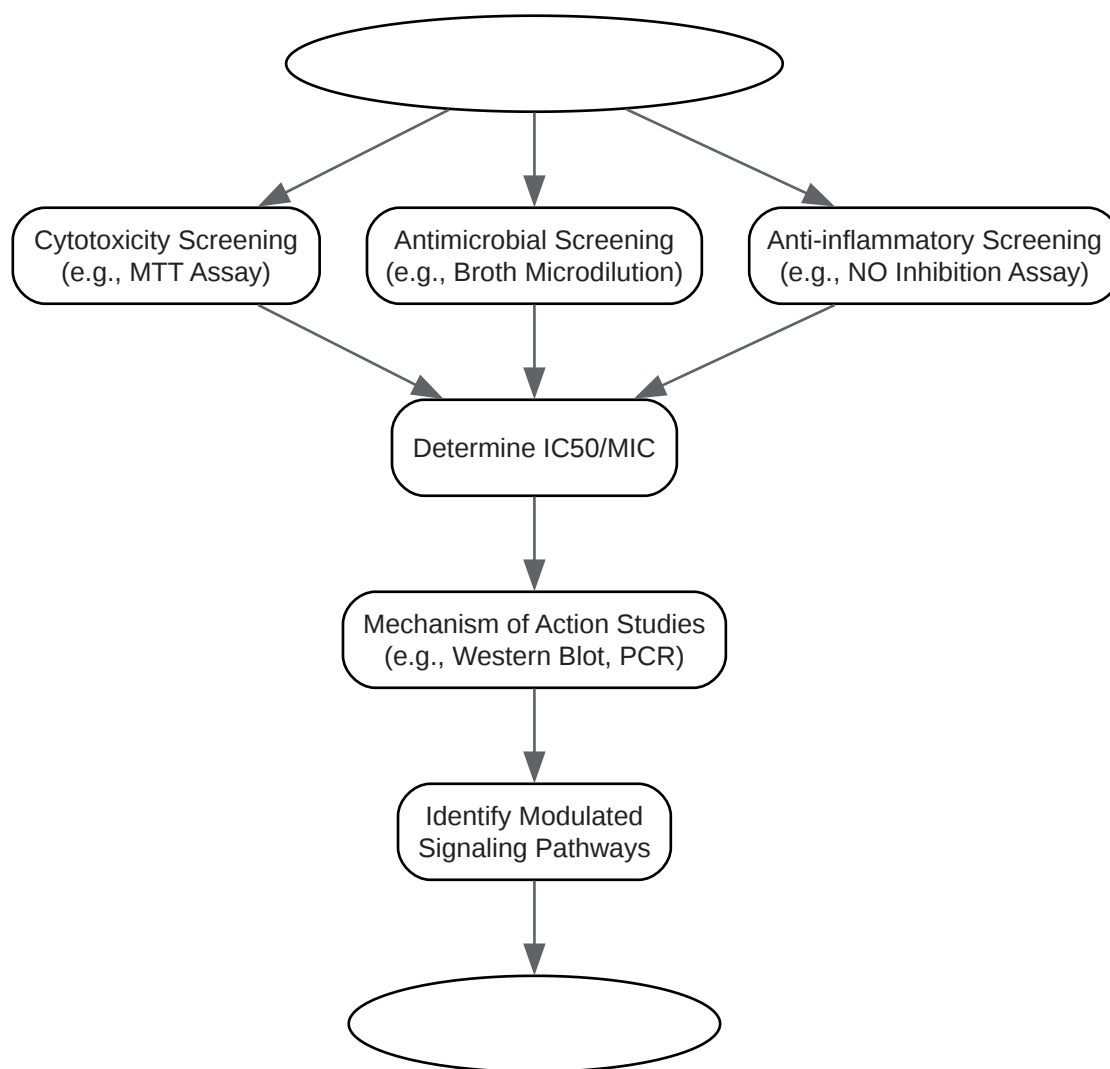 Cytotoxicity Screening
(e.g., MTT Assay)
Antimicrobial Screening
(e.g., Broth Microdilution)
Anti-inflammatory Screening
(e.g., NO Inhibition Assay)
Determine IC50/MIC
Mechanism of Action Studies
(e.g., Western Blot, PCR)
Identify Modulated
Signaling Pathways